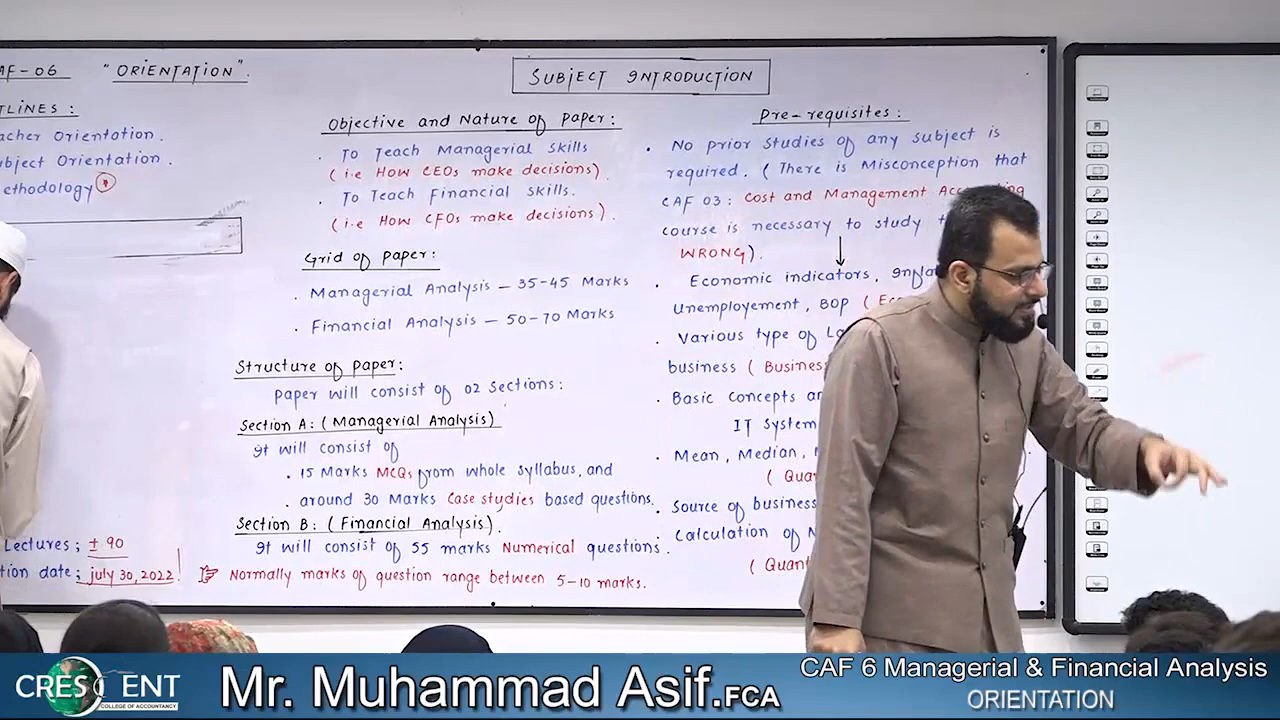 AF-06 "ORIENTATION".
TLINES :
acher Orientation.
ubject Orientation.
ethodology
SUBJECT INTRODUCTION
Objective and Nature of paper:
. To Teach Managerial skills
(i.e How CEOs make decisions).
. To Teach Financial skills.
(i.e How CFOs make decisions).
Grid of paper:
. Managerial Analysis – 35-45 Marks
. Financial Analysis – 50-70 Marks
Structure of paper.
paper will consist of 02 sections:
Section A: (Managerial Analysis)
It will consist of
. 15 Marks MCQs from whole syllabus, and
around 30 Marks Case studies based questions.
Section B: (Financial Analysis).
It will consist of 55 marks Numerical questions.
Normally marks of question range between 5-10 marks.
Lectures; ± 90
tion date; july 30, 2022!
Pre-requisites:
. No prior studies of any subject is
required. (There is Misconception that
CAF 03: Cost and Management Accounting
course is necessary to study
WRONG).
. Economic indicators,
Unemployement, BOP
Various type of
business (Busines
. Basic concepts
IT System
. Mean, Median,
(Qua
. Source of business
. Calculation of
(Quant
CRESCENT
COLLEGE OF ACCOUNTANCY
Mr. Muhammad Asif.FCA
CAF 6 Managerial & Financial Analysis
ORIENTATION